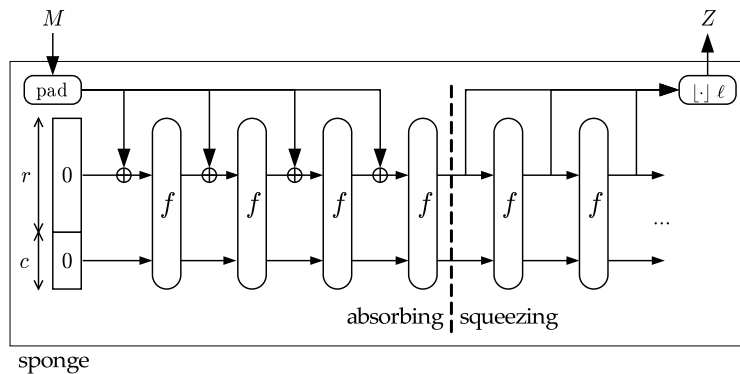 M Z
pad ⌊·⌋ ℓ
r 0 f f f f f f
c 0 ...
absorbing squeezing
sponge